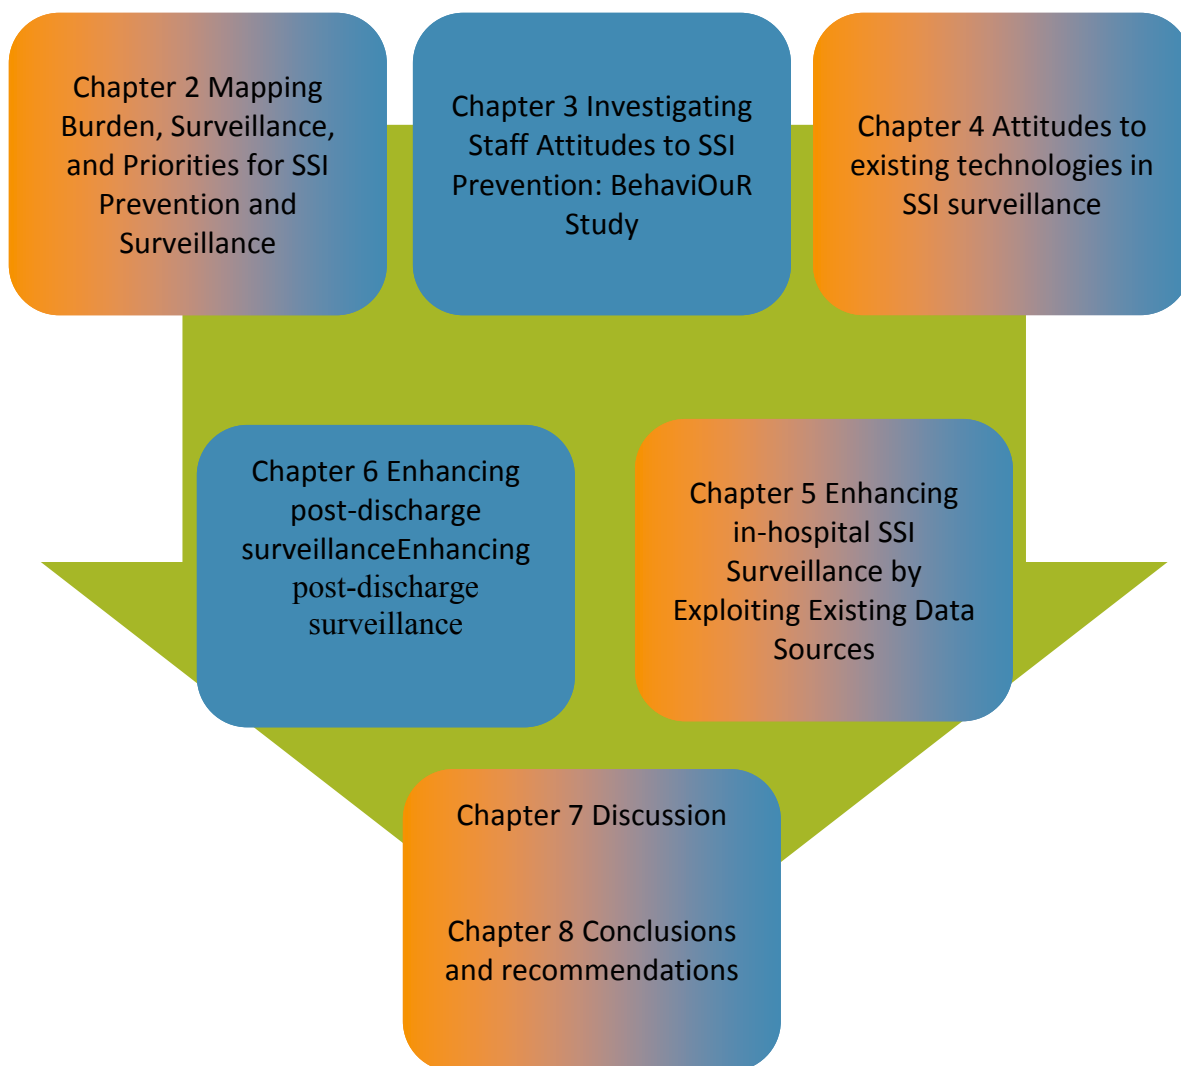 Chapter 2 Mapping
Burden, Surveillance,
and Priorities for SSI
Prevention and
Surveillance
Chapter 3 Investigating
Staff Attitudes to SSI
Prevention: BehaviOuR
Study
Chapter 4 Attitudes to
existing technologies in
SSI surveillance
Chapter 6 Enhancing
post-discharge
surveillanceEnhancing
post-discharge
surveillance
Chapter 5 Enhancing
in-hospital SSI
Surveillance by
Exploiting Existing Data
Sources
Chapter 7 Discussion
Chapter 8 Conclusions
and recommendations